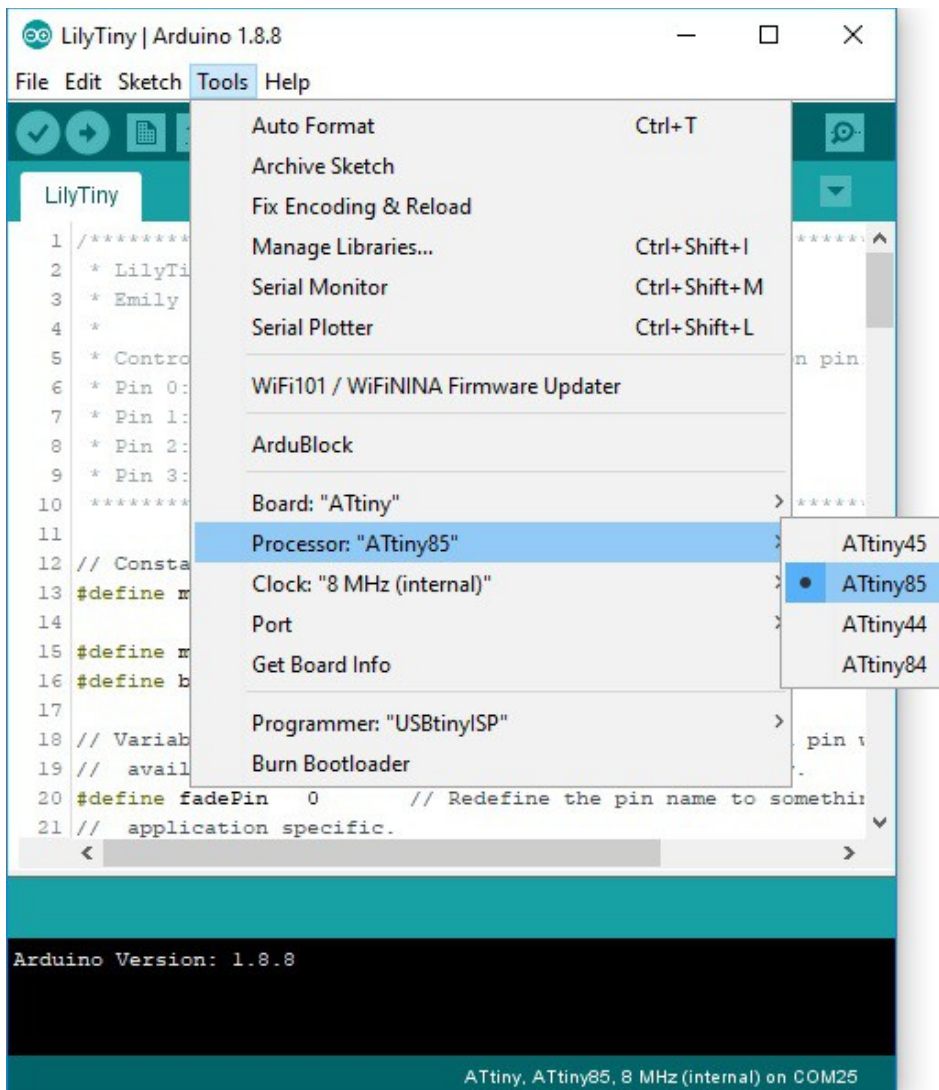 LilyTiny | Arduino 1.8.8
File Edit Sketch Tools Help
Auto Format Ctrl+T
Archive Sketch
LilyTiny
Fix Encoding & Reload
1 /******** *****
Manage Libraries... Ctrl+Shift+I
2 * LilyTi
Serial Monitor Ctrl+Shift+M
3 * Emily
4 *
Serial Plotter Ctrl+Shift+L
5 * Contro n pin
6 * Pin 0:
WiFi101 / WiFiNINA Firmware Updater
7 * Pin 1:
8 * Pin 2:
ArduBlock
9 * Pin 3:
10 ******** *****
Board: "ATtiny" >
11
Processor: "ATtiny85" > ATtiny45
12 // Consta
Clock: "8 MHz (internal)" > ● ATtiny85
13 #define m
14
Port > ATtiny44
15 #define m
Get Board Info ATtiny84
16 #define b
17
Programmer: "USBtinyISP" >
18 // Variab pin
19 // avail .
Burn Bootloader
20 #define fadePin 0 // Redefine the pin name to somethin
21 // application specific.
Arduino Version: 1.8.8
ATtiny, ATtiny85, 8 MHz (internal) on COM25